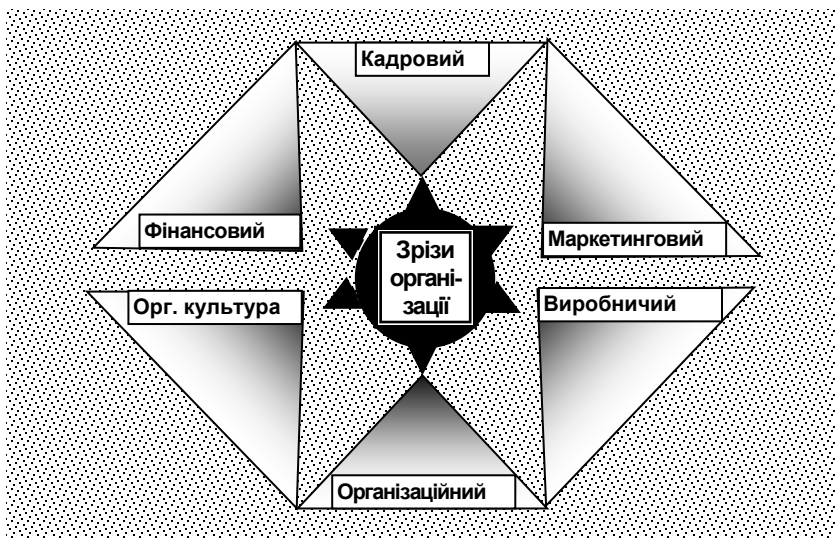 Кадровий
Фінансовий
Маркетинговий
Зрізи
органі-
зації
Орг. культура
Виробничий
Організаційний